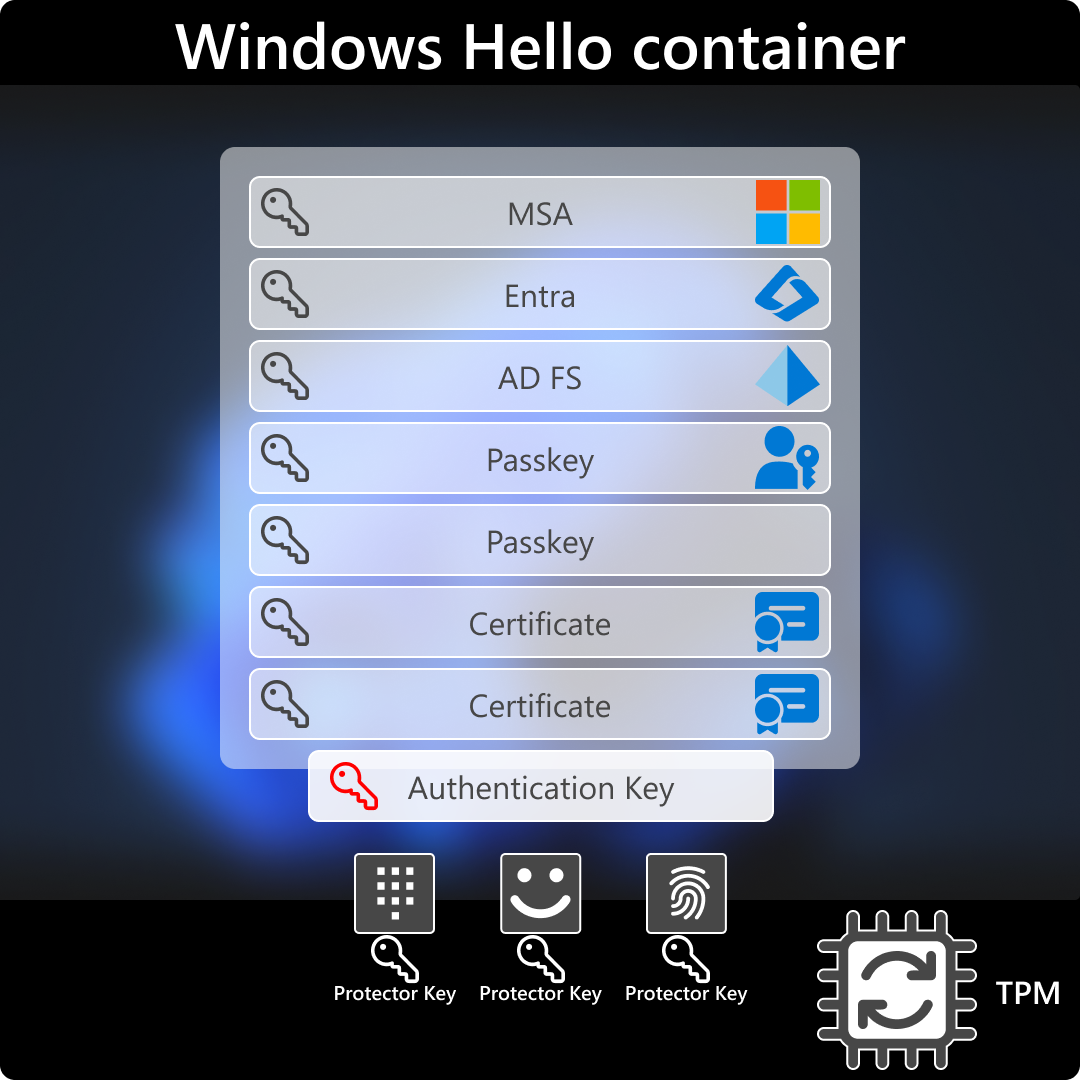 Windows Hello container
MSA
Entra
AD FS
Passkey
Passkey
Certificate
Certificate
Authentication Key
Protector Key
Protector Key
Protector Key
TPM